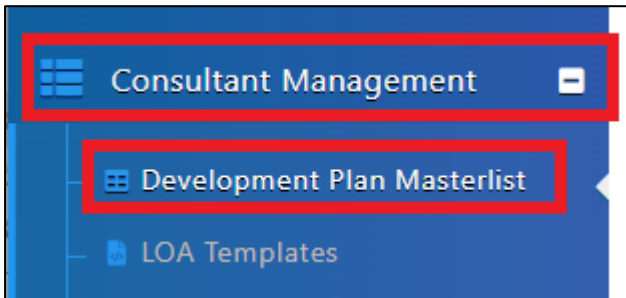 Consultant Management
Development Plan Masterlist
LOA Templates